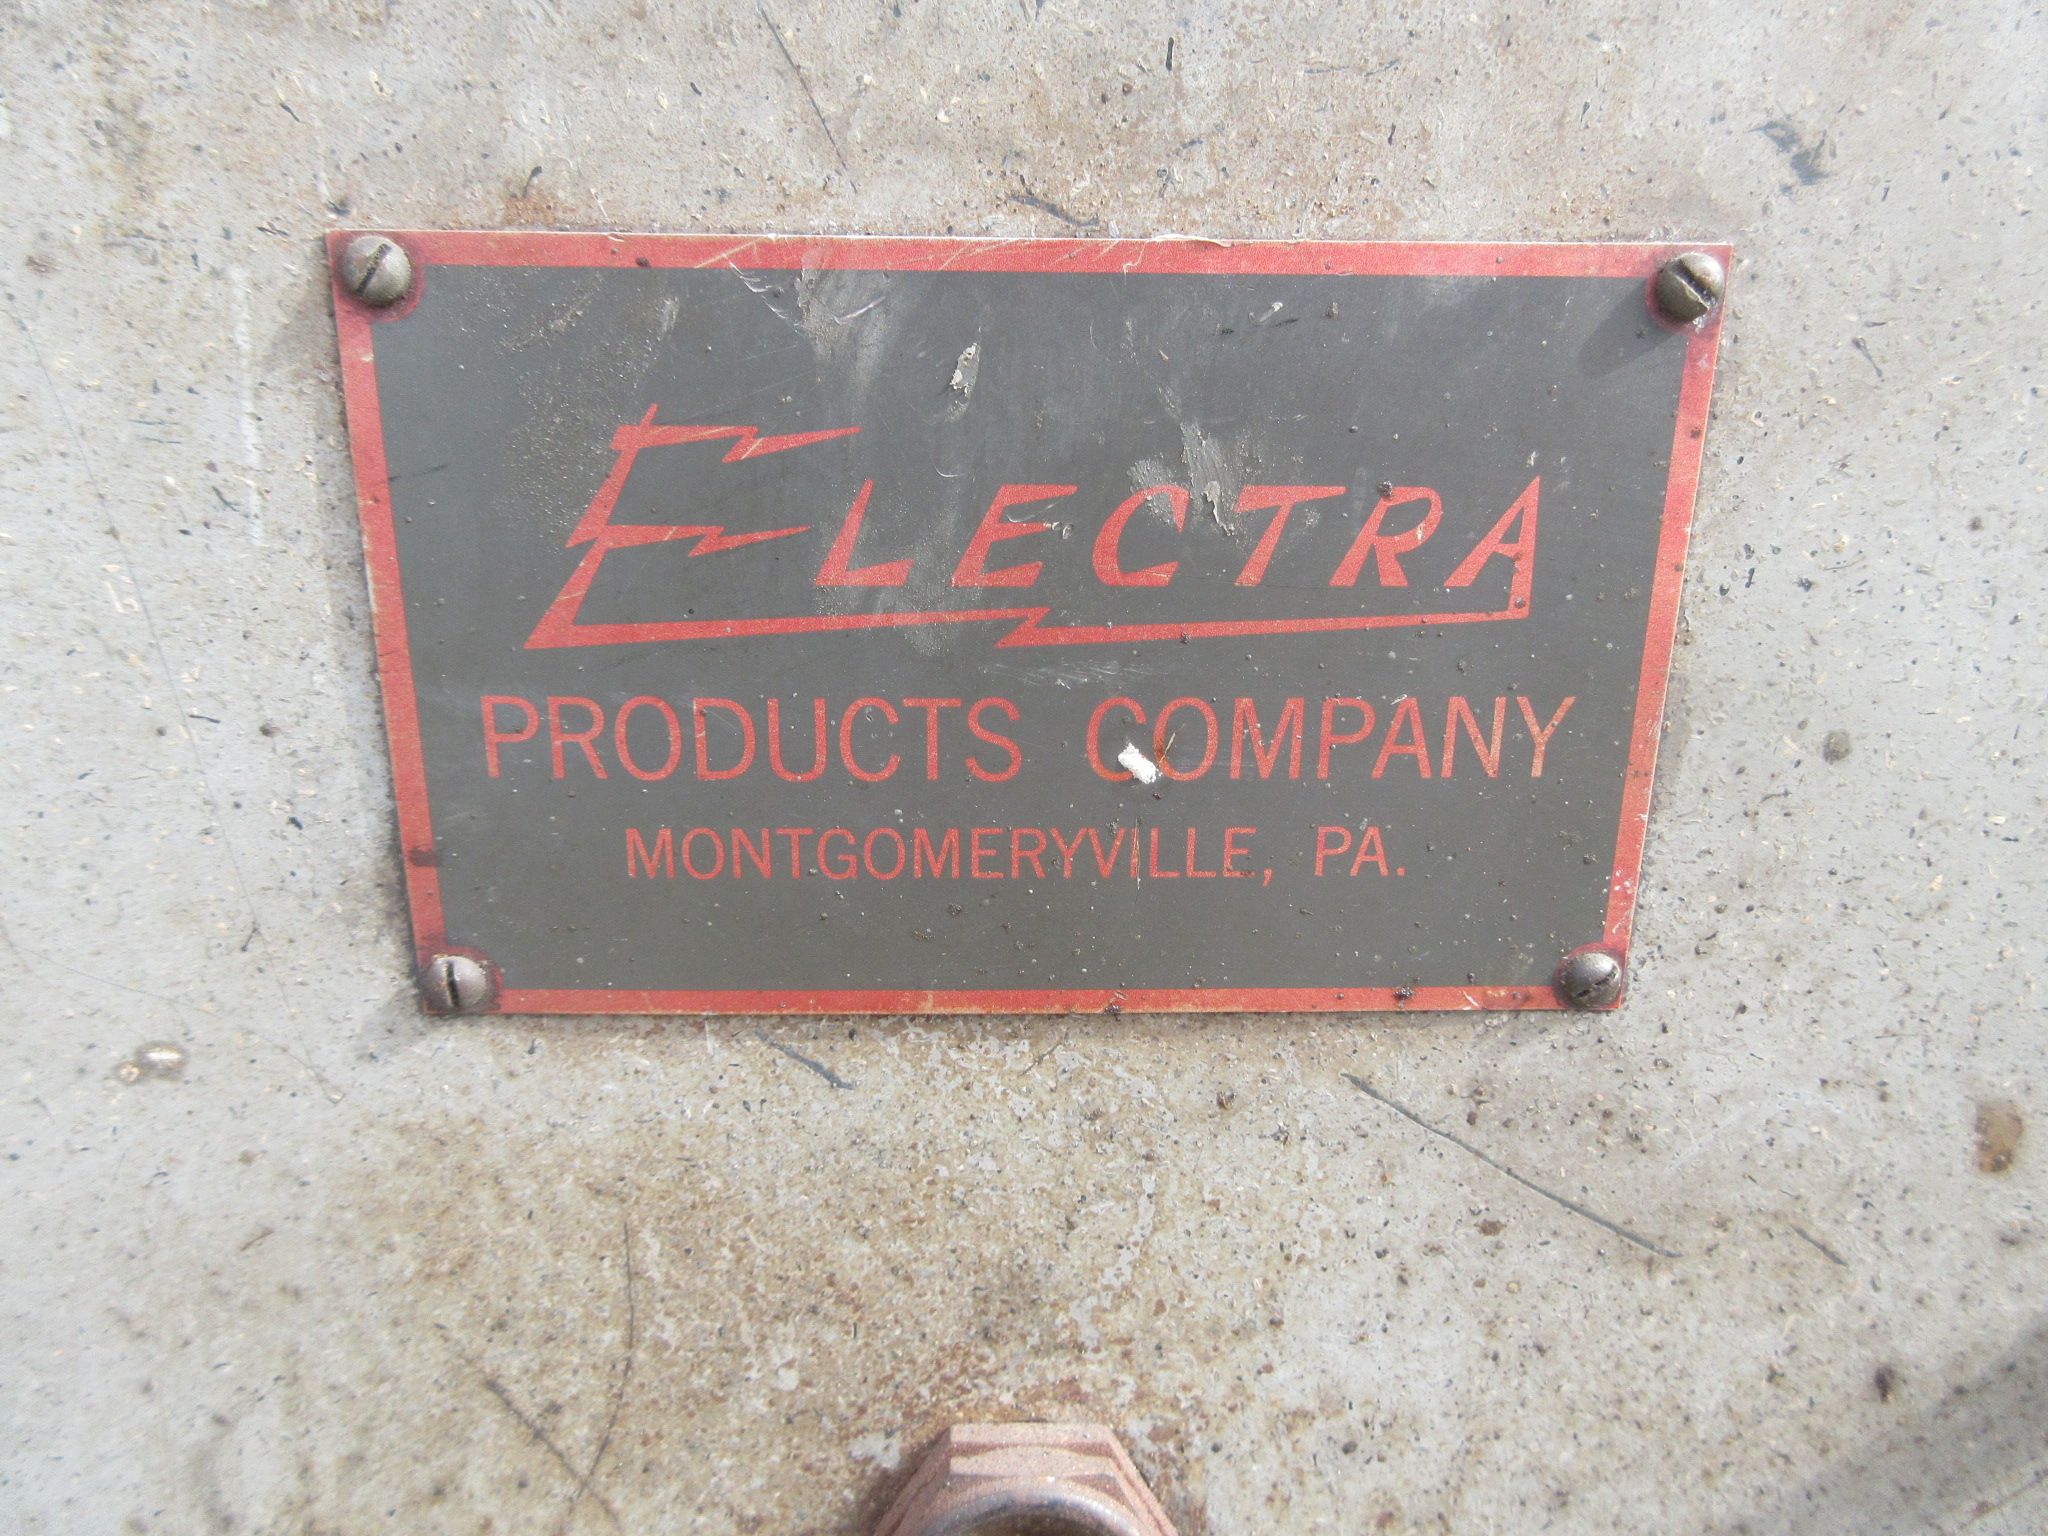 ELECTRA
PRODUCTS COMPANY
MONTGOMERYVILLE, PA.